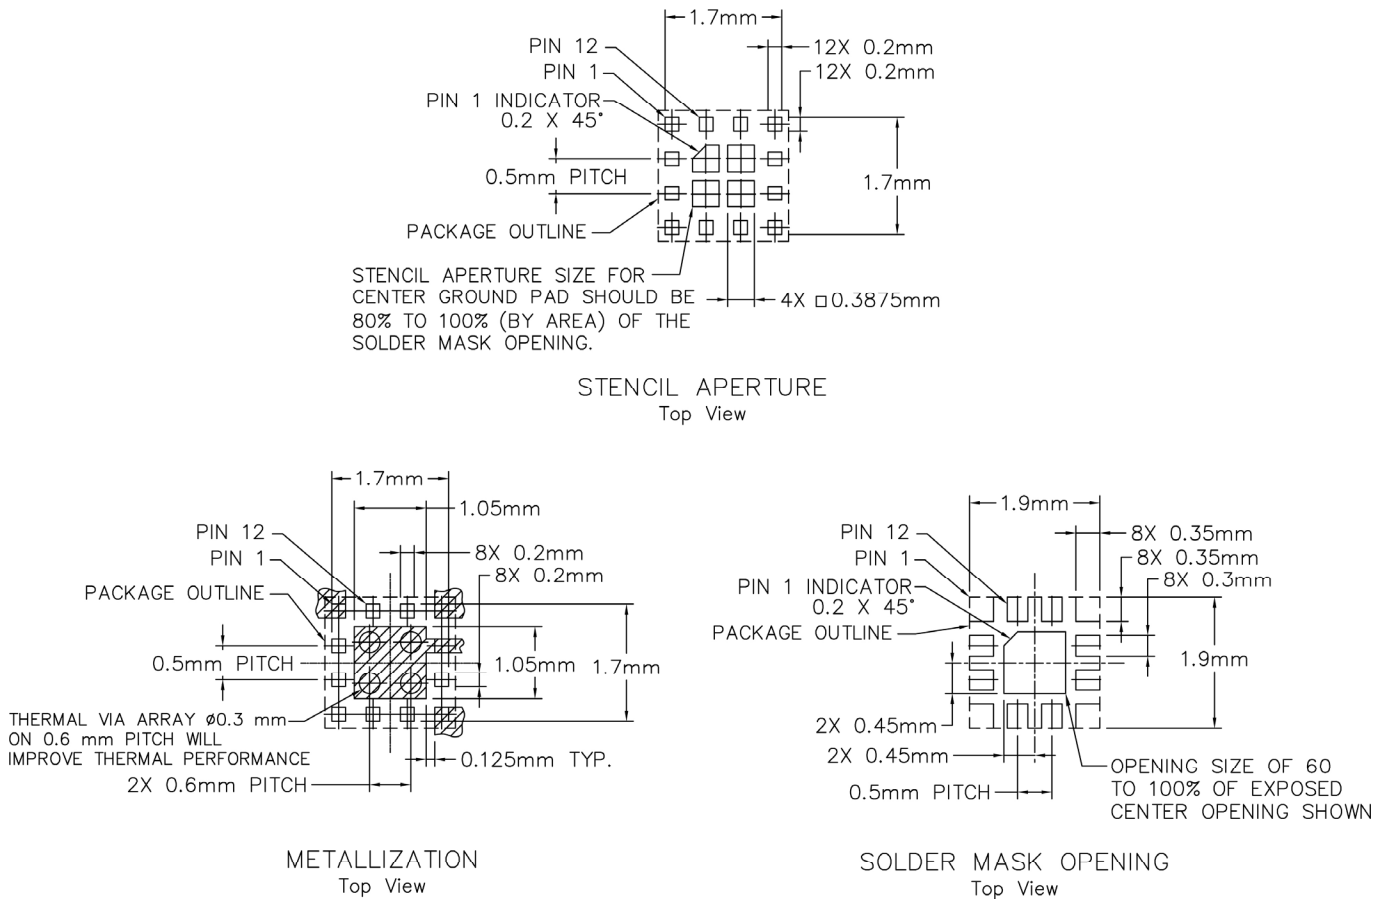 1.7mm
PIN 12
12X 0.2mm
PIN 1
12X 0.2mm
PIN 1 INDICATOR
0.2 X 45°
0.5mm PITCH
1.7mm
PACKAGE OUTLINE
STENCIL APERTURE SIZE FOR
CENTER GROUND PAD SHOULD BE
80% TO 100% (BY AREA) OF THE
SOLDER MASK OPENING.
4X □0.3875mm
STENCIL APERTURE
Top View
1.7mm
1.05mm
PIN 12
8X 0.2mm
PIN 1
8X 0.2mm
PACKAGE OUTLINE
0.5mm PITCH
1.05mm
1.7mm
THERMAL VIA ARRAY ø0.3 mm
ON 0.6 mm PITCH WILL
IMPROVE THERMAL PERFORMANCE
0.125mm TYP.
2X 0.6mm PITCH
METALLIZATION
Top View
1.9mm
PIN 12
8X 0.35mm
PIN 1
8X 0.35mm
PIN 1 INDICATOR
0.2 X 45°
8X 0.3mm
PACKAGE OUTLINE
1.9mm
2X 0.45mm
2X 0.45mm
0.5mm PITCH
OPENING SIZE OF 60
TO 100% OF EXPOSED
CENTER OPENING SHOWN
SOLDER MASK OPENING
Top View